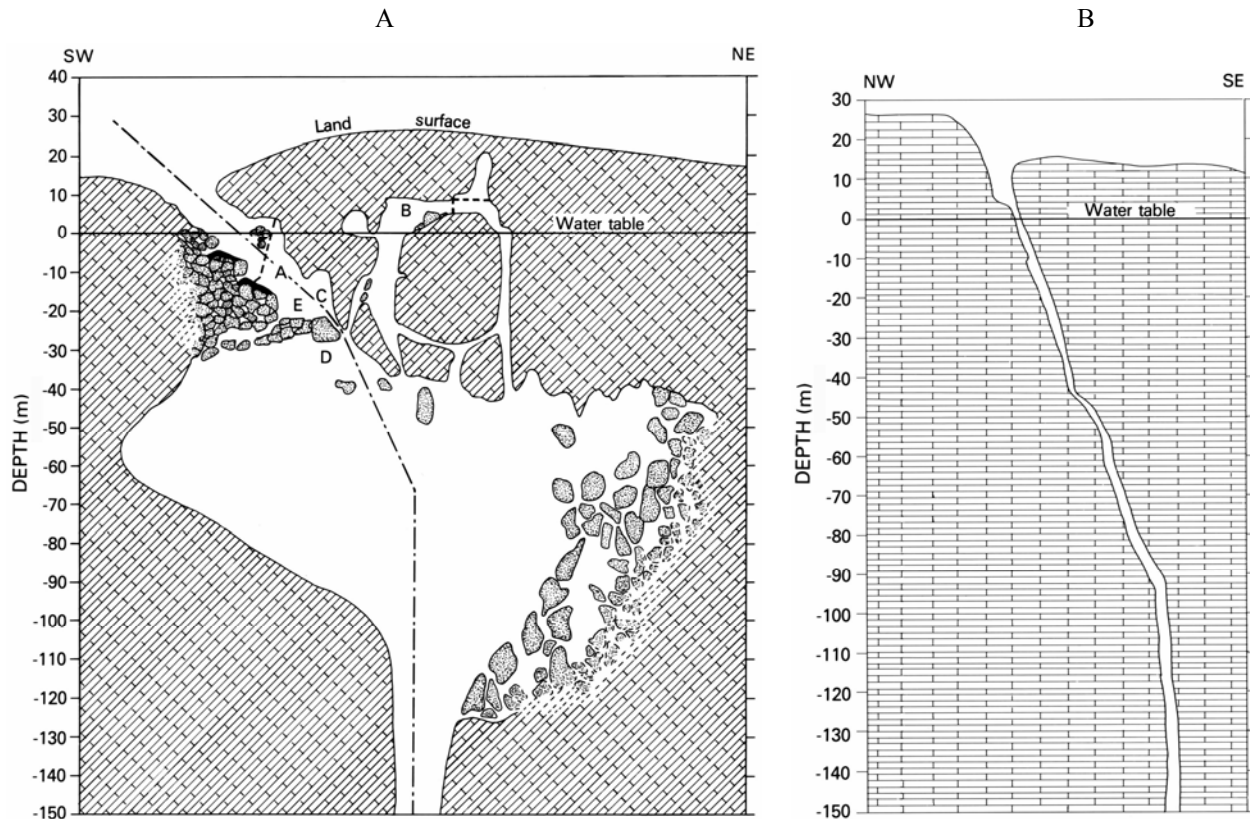 A
B
SW
NE
NW
SE
40
30
20
10
0
-10
-20
-30
-40
-50
-60
-70
-80
-90
-100
-110
-120
-130
-140
-150
DEPTH (m)
Land surface
B
Water table
A
C
E
D
30
20
10
0
-10
-20
-30
-40
-50
-60
-70
-80
-90
-100
-110
-120
-130
-140
-150
DEPTH (m)
Water table